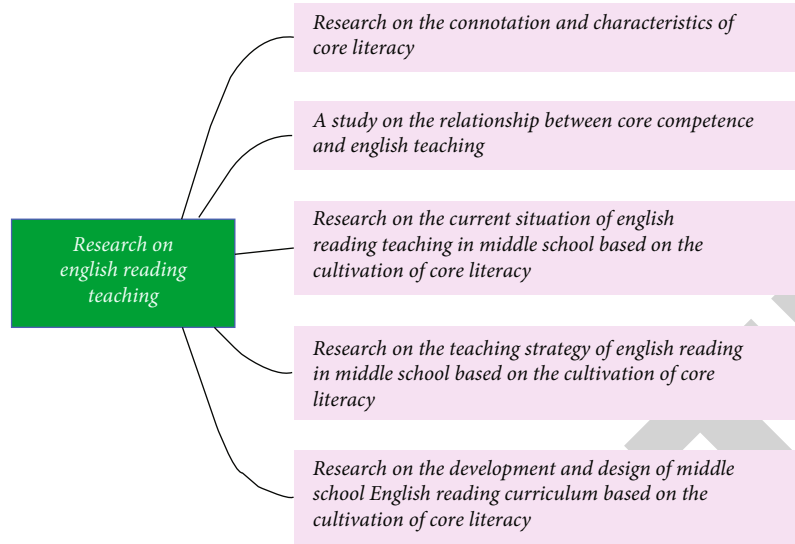 Research on the connotation and characteristics of
core literacy
A study on the relationship between core competence
and english teaching
Research on
english reading
teaching
Research on the current situation of english
reading teaching in middle school based on the
cultivation of core literacy
Research on the teaching strategy of english reading
in middle school based on the cultivation of core
literacy
Research on the development and design of middle
school English reading curriculum based on the
cultivation of core literacy